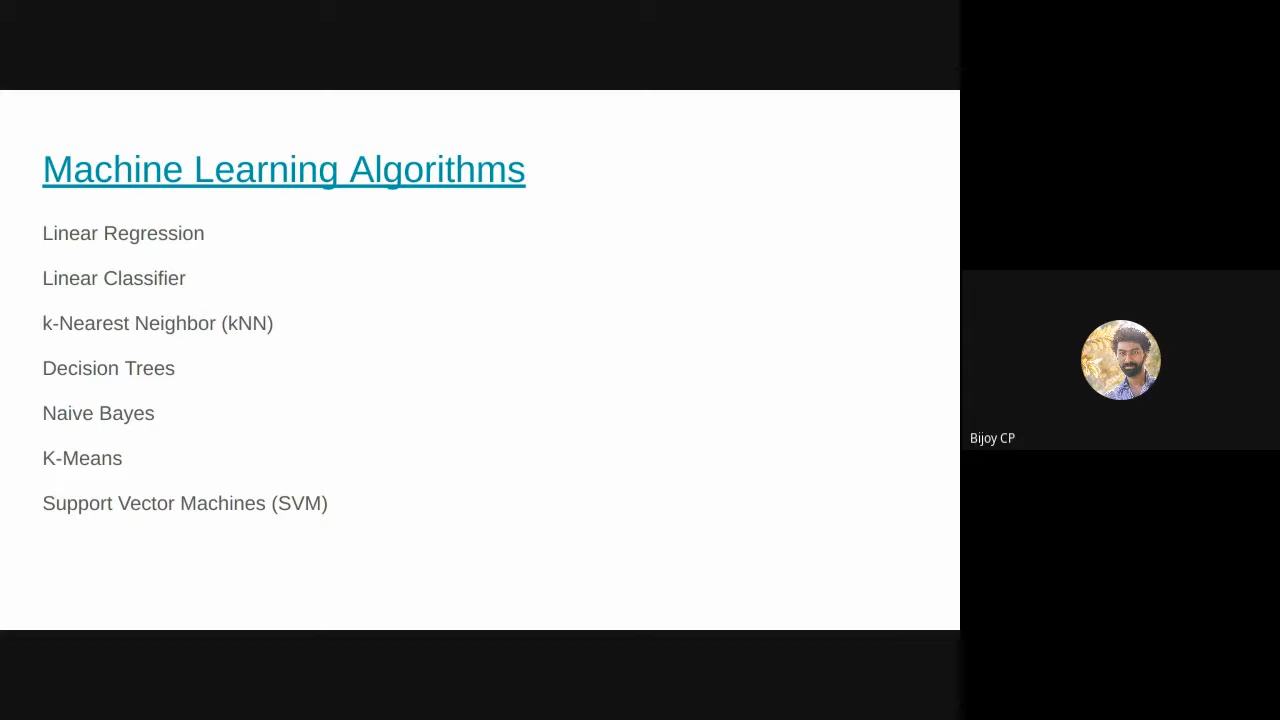 Machine Learning Algorithms
Linear Regression
Linear Classifier
k-Nearest Neighbor (kNN)
Decision Trees
Naive Bayes
K-Means
Support Vector Machines (SVM)
Bijoy CP